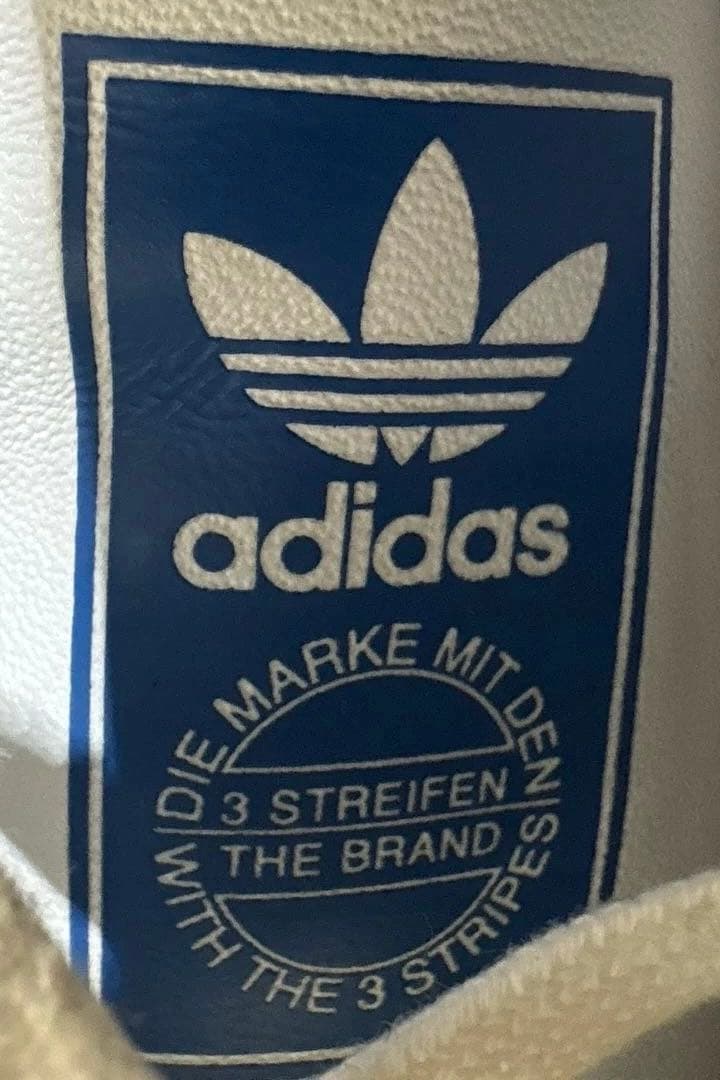 adidas
DIE MARKE MIT DEN
3 STREIFEN
THE BRAND
WITH THE 3 STRIPES